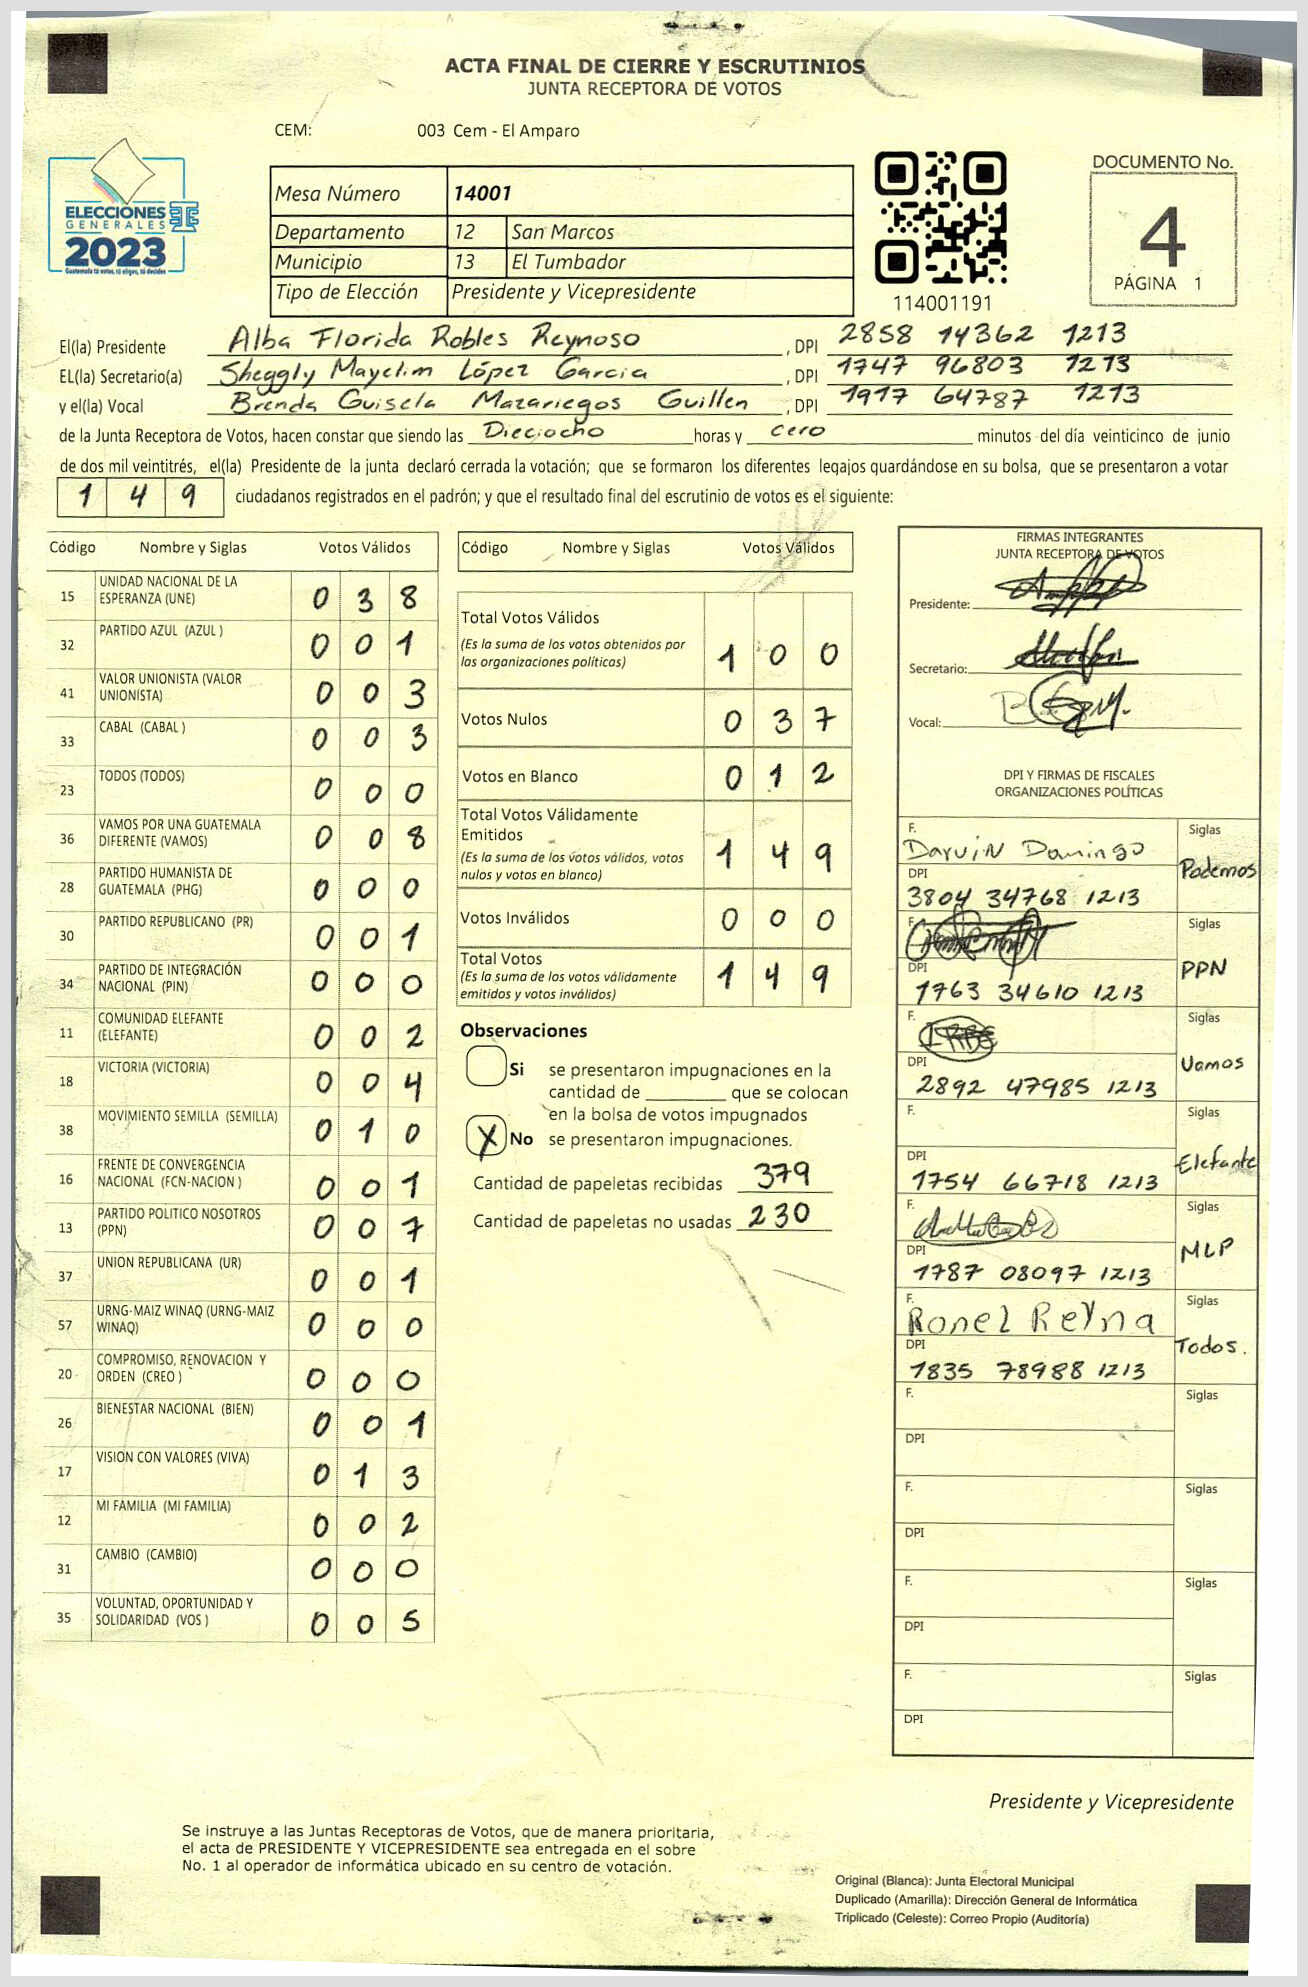 ACTA FINAL DE CIERRE Y ESCRUTINIOS
JUNTA RECEPTORA DE VOTOS
CEM: 003 Cem - El Amparo
ELECCIONES
GENERALES
2023
Guatemala tú votas, tú eliges, tú decides
Mesa Número 14001
Departamento 12 San Marcos
Municipio 13 El Tumbador
Tipo de Elección Presidente y Vicepresidente
114001191
DOCUMENTO No.
4
PÁGINA 1
El(la) Presidente Alba Florida Robles Reynoso , DPI 2858 14362 1213
EL(la) Secretario(a) Sheggly Mayelim López Garcia , DPI 1747 96803 1213
y el(la) Vocal Brenda Guisela Mazariegos Guillen , DPI 1917 64787 1213
de la Junta Receptora de Votos, hacen constar que siendo las Dieciocho horas y cero minutos del día veinticinco de junio
de dos mil veintitrés, el(la) Presidente de la junta declaró cerrada la votación; que se formaron los diferentes legajos guardándose en su bolsa, que se presentaron a votar
1 4 9 ciudadanos registrados en el padrón; y que el resultado final del escrutinio de votos es el siguiente:
Código Nombre y Siglas Votos Válidos
15 UNIDAD NACIONAL DE LA ESPERANZA (UNE) 0 3 8
32 PARTIDO AZUL (AZUL ) 0 0 1
41 VALOR UNIONISTA (VALOR UNIONISTA) 0 0 3
33 CABAL (CABAL ) 0 0 3
23 TODOS (TODOS) 0 0 0
36 VAMOS POR UNA GUATEMALA DIFERENTE (VAMOS) 0 0 8
28 PARTIDO HUMANISTA DE GUATEMALA (PHG) 0 0 0
30 PARTIDO REPUBLICANO (PR) 0 0 1
34 PARTIDO DE INTEGRACIÓN NACIONAL (PIN) 0 0 0
11 COMUNIDAD ELEFANTE (ELEFANTE) 0 0 2
18 VICTORIA (VICTORIA) 0 0 4
38 MOVIMIENTO SEMILLA (SEMILLA) 0 1 0
16 FRENTE DE CONVERGENCIA NACIONAL (FCN-NACION ) 0 0 1
13 PARTIDO POLITICO NOSOTROS (PPN) 0 0 7
37 UNION REPUBLICANA (UR) 0 0 1
57 URNG-MAIZ WINAQ (URNG-MAIZ WINAQ) 0 0 0
20 COMPROMISO, RENOVACION Y ORDEN (CREO ) 0 0 0
26 BIENESTAR NACIONAL (BIEN) 0 0 1
17 VISION CON VALORES (VIVA) 0 1 3
12 MI FAMILIA (MI FAMILIA) 0 0 2
31 CAMBIO (CAMBIO) 0 0 0
35 VOLUNTAD, OPORTUNIDAD Y SOLIDARIDAD (VOS ) 0 0 5
Código Nombre y Siglas Votos Válidos
Total Votos Válidos
(Es la suma de los votos obtenidos por
las organizaciones políticas) 1 0 0
Votos Nulos 0 3 7
Votos en Blanco 0 1 2
Total Votos Válidamente
Emitidos
(Es la suma de los votos válidos, votos
nulos y votos en blanco) 1 4 9
Votos Inválidos 0 0 0
Total Votos
(Es la suma de los votos válidamente
emitidos y votos inválidos) 1 4 9
Observaciones
Si se presentaron impugnaciones en la
cantidad de ________ que se colocan
en la bolsa de votos impugnados
X No se presentaron impugnaciones.
Cantidad de papeletas recibidas 379
Cantidad de papeletas no usadas 230
FIRMAS INTEGRANTES
JUNTA RECEPTORA DE VOTOS
Presidente:
Secretario:
Vocal:
DPI Y FIRMAS DE FISCALES
ORGANIZACIONES POLÍTICAS
F. Darvin Domingo Siglas
DPI Podemos
3804 34768 1213
F. Siglas
DPI PPN
1763 34610 1213
F. Siglas
DPI Vamos
2892 47985 1213
F. Siglas
DPI Elefante
1754 66718 1213
F. Siglas
DPI MLP
1787 08097 1213
F. Ronel Reyna Siglas
DPI Todos.
1835 78988 1213
F. Siglas
DPI
F. Siglas
DPI
F. Siglas
DPI
F. Siglas
DPI
Presidente y Vicepresidente
Se instruye a las Juntas Receptoras de Votos, que de manera prioritaria,
el acta de PRESIDENTE Y VICEPRESIDENTE sea entregada en el sobre
No. 1 al operador de informática ubicado en su centro de votación.
Original (Blanca): Junta Electoral Municipal
Duplicado (Amarilla): Dirección General de Informática
Triplicado (Celeste): Correo Propio (Auditoría)